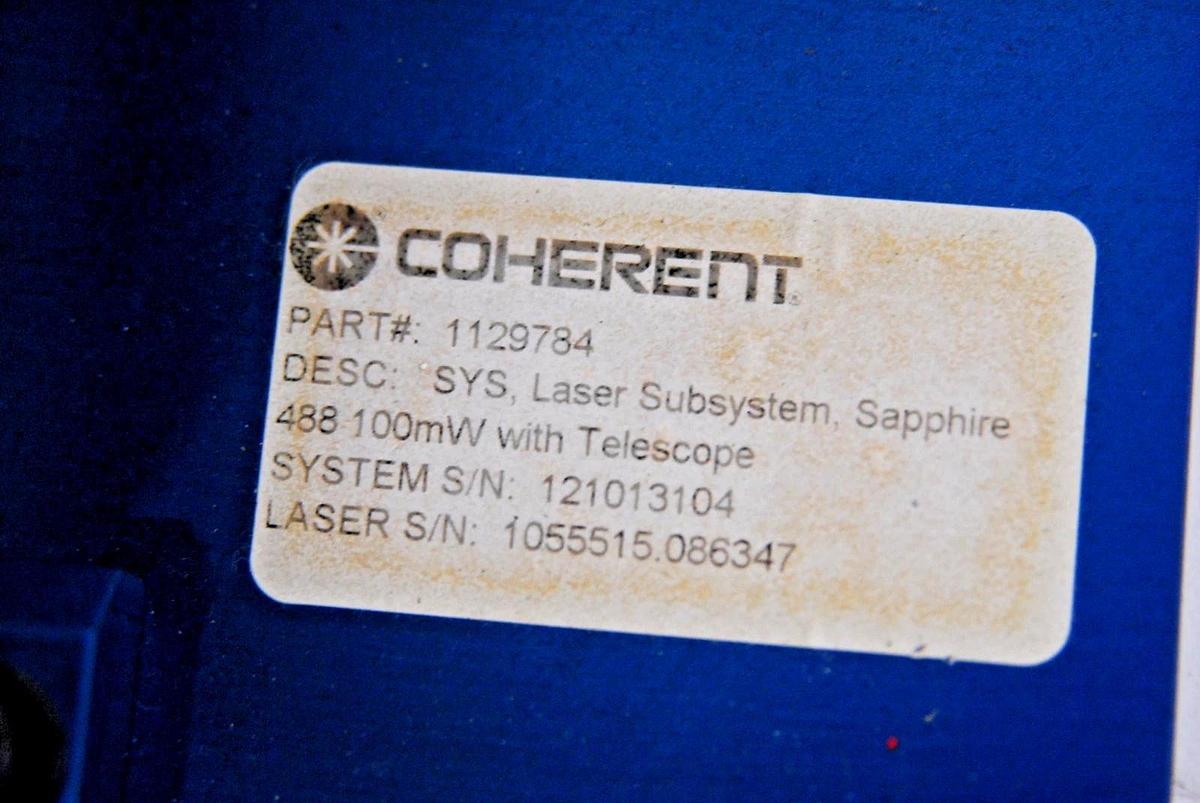 COHERENT®
PART#: 1129784
DESC: SYS, Laser Subsystem, Sapphire
488 100mW with Telescope
SYSTEM S/N: 121013104
LASER S/N: 1055515.086347